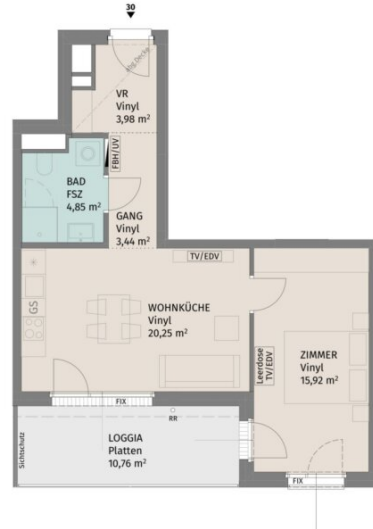 30
abg.Decke
VR
Vinyl
3,98 m²
FBH/UV
BAD
FSZ
4,85 m²
GANG
Vinyl
3,44 m²
TV/EDV
GS
WOHNKÜCHE
Vinyl
20,25 m²
Leerdose
TV/EDV
ZIMMER
Vinyl
15,92 m²
FIX
RR
Sichtschutz
LOGGIA
Platten
10,76 m²
FIX